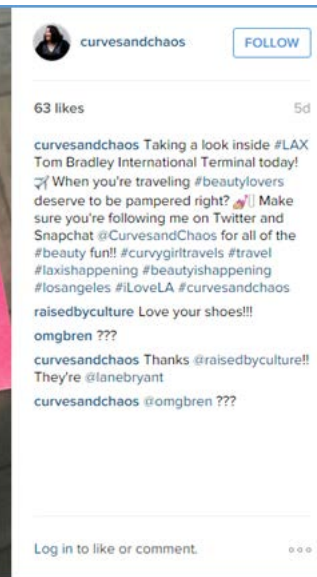 curvesandchaos
FOLLOW
63 likes
5d
curvesandchaos Taking a look inside #LAX
Tom Bradley International Terminal today!
✈️ When you're traveling #beautylovers
deserve to be pampered right? 💅 Make
sure you're following me on Twitter and
Snapchat @CurvesandChaos for all of the
#beauty fun!! #curvygirltravels #travel
#laxishappening #beautyishappening
#losangeles #iLoveLA #curvesandchaos
raisedbyculture Love your shoes!!!
omgbren ???
curvesandchaos Thanks @raisedbyculture!!
They're @lanebryant
curvesandchaos @omgbren ???
Log in to like or comment.